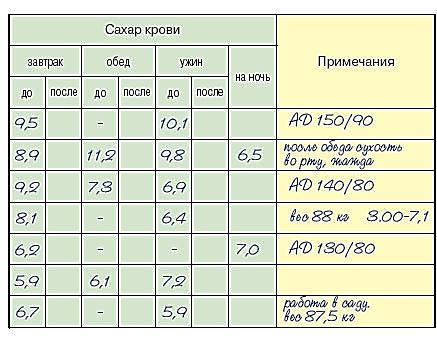 Сахар крови
Примечания
завтрак обед ужин на ночь
до после до после до после
9,5 - 10,1 АД 150/90
8,9 11,2 9,8 6,5 после обеда сухость
во рту, жажда
9,2 7,3 6,9 АД 140/80
8,1 - 6,4 вес 88 кг 3.00-7,1
6,2 - - 7,0 АД 130/80
5,9 6,1 7,2
6,7 - 5,9 работа в саду.
вес 87,5 кг